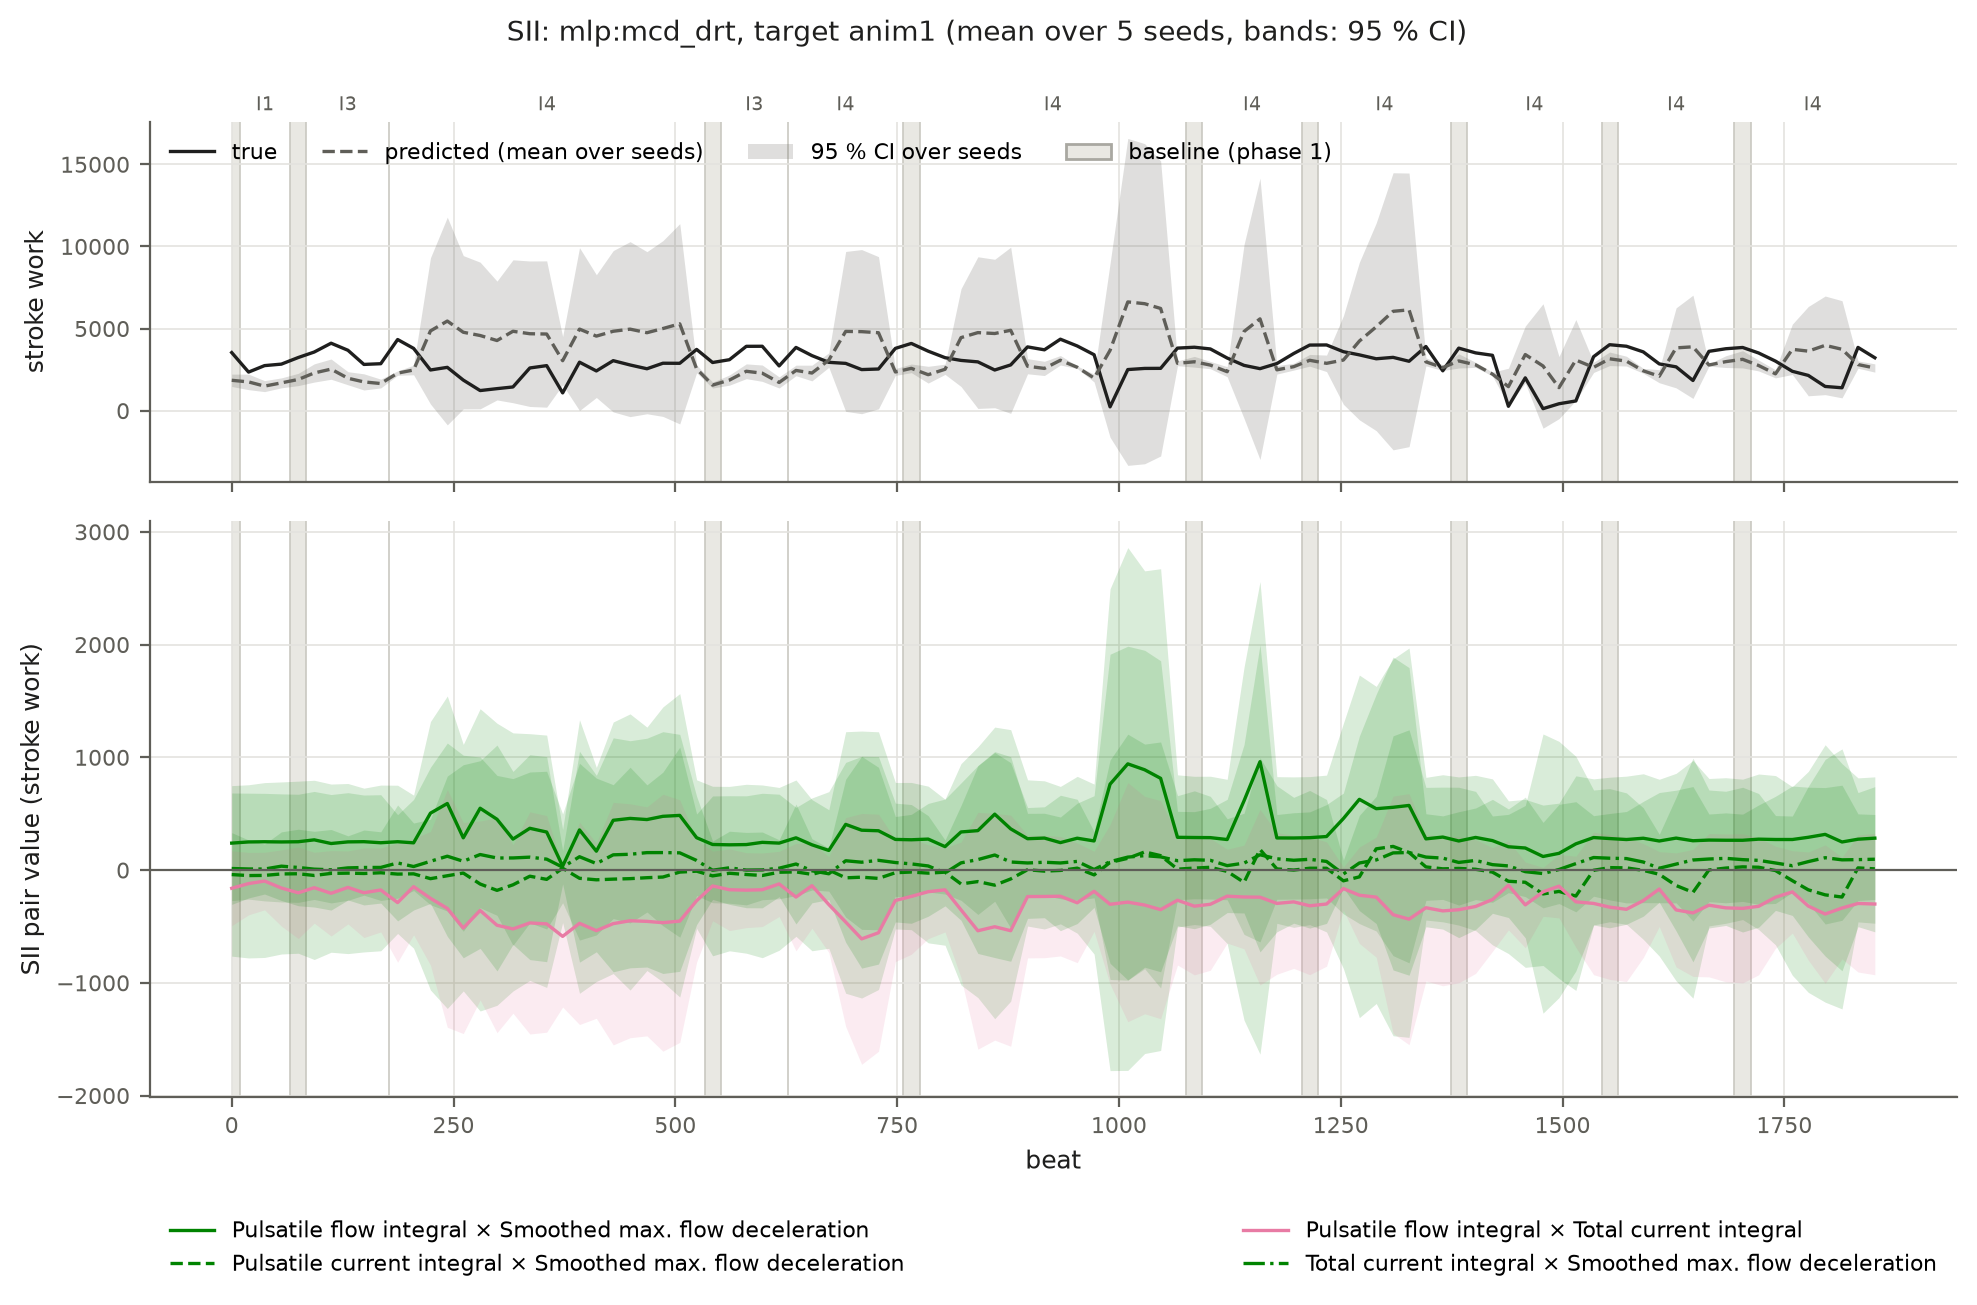 SII: mlp:mcd_drt, target anim1 (mean over 5 seeds, bands: 95 % CI)
I1 I3 I4 I3 I4 I4 I4 I4 I4 I4 I4
true predicted (mean over seeds) 95 % CI over seeds baseline (phase 1)
stroke work
15000
10000
5000
0
SII pair value (stroke work)
3000
2000
1000
0
−1000
−2000
0 250 500 750 1000 1250 1500 1750
beat
Pulsatile flow integral × Smoothed max. flow deceleration
Pulsatile current integral × Smoothed max. flow deceleration
Pulsatile flow integral × Total current integral
Total current integral × Smoothed max. flow deceleration